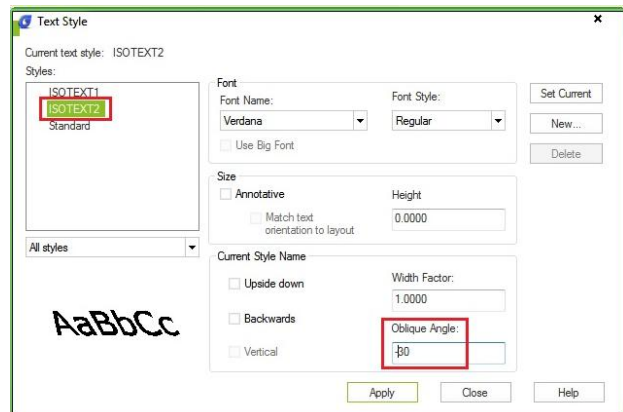 Text Style
Current text style: ISOTEXT2
Styles:
ISOTEXT1
ISOTEXT2
Standard
All styles
AaBbCc
Font
Font Name:
Font Style:
Verdana
Regular
Use Big Font
Size
Annotative
Match text
orientation to layout
Height
0.0000
Current Style Name
Upside down
Backwards
Vertical
Width Factor:
1.0000
Oblique Angle:
-30
Set Current
New...
Delete
Apply
Close
Help